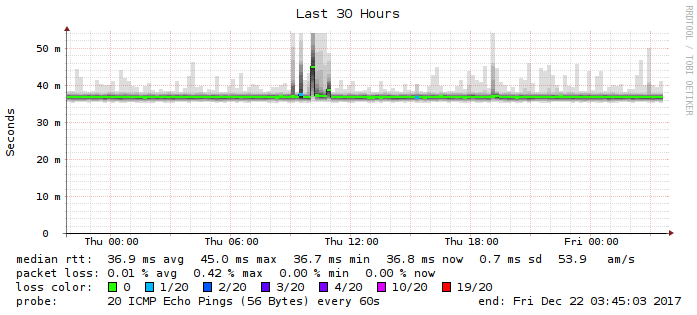 Last 30 Hours
RRDTOOL / TOBI OETIKER
Seconds
50 m
40 m
30 m
20 m
10 m
0
Thu 00:00 Thu 06:00 Thu 12:00 Thu 18:00 Fri 00:00
median rtt: 36.9 ms avg 45.0 ms max 36.7 ms min 36.8 ms now 0.7 ms sd 53.9 am/s
packet loss: 0.01 % avg 0.42 % max 0.00 % min 0.00 % now
loss color: 0 1/20 2/20 3/20 4/20 10/20 19/20
probe: 20 ICMP Echo Pings (56 Bytes) every 60s end: Fri Dec 22 03:45:03 2017